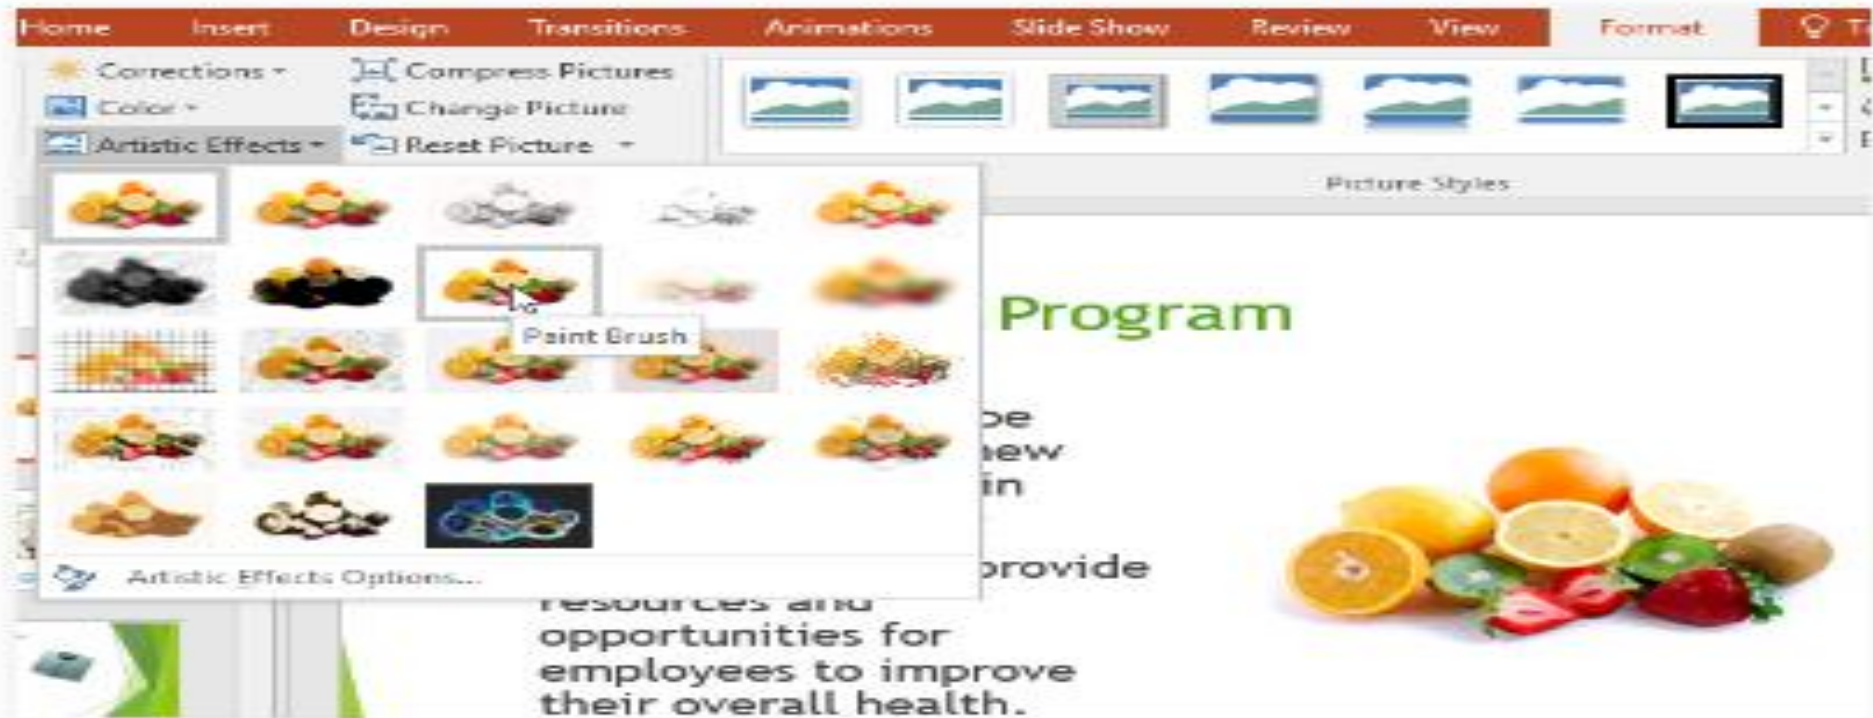 Home Insert Design Transitions Animations Slide Show Review View Format
Corrections Compress Pictures
Color Change Picture
Artistic Effects Reset Picture
Picture Styles
Paint Brush
Program
new
in
provide
Artistic Effects Options...
resources and
opportunities for
employees to improve
their overall health.